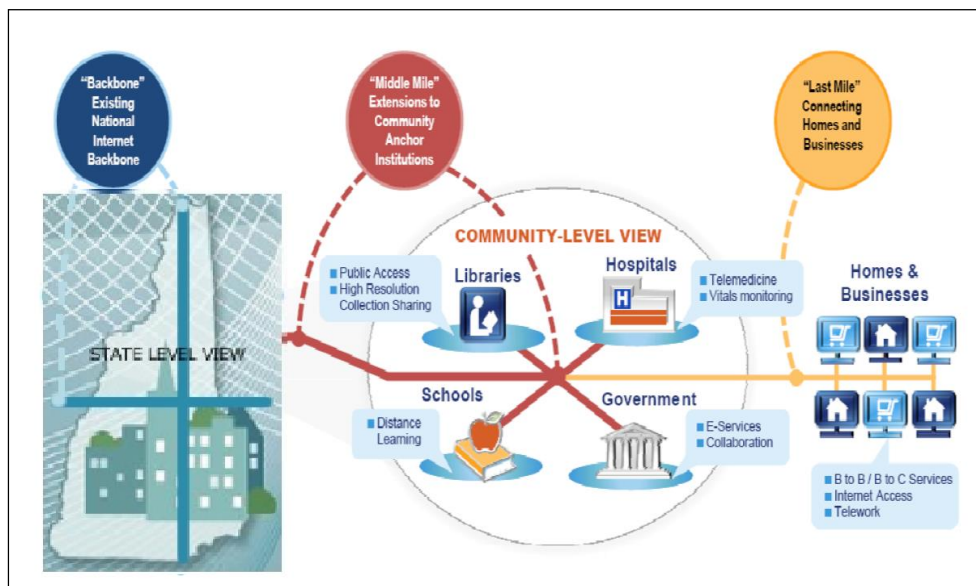 “Backbone”
Existing
National
Internet
Backbone
“Middle Mile”
Extensions to
Community
Anchor
Institutions
“Last Mile”
Connecting
Homes and
Businesses
STATE LEVEL VIEW
COMMUNITY-LEVEL VIEW
Public Access
High Resolution
Collection Sharing
Libraries
Hospitals
H
Telemedicine
Vitals monitoring
Schools
Distance
Learning
Government
E-Services
Collaboration
Homes &
Businesses
B to B / B to C Services
Internet Access
Telework